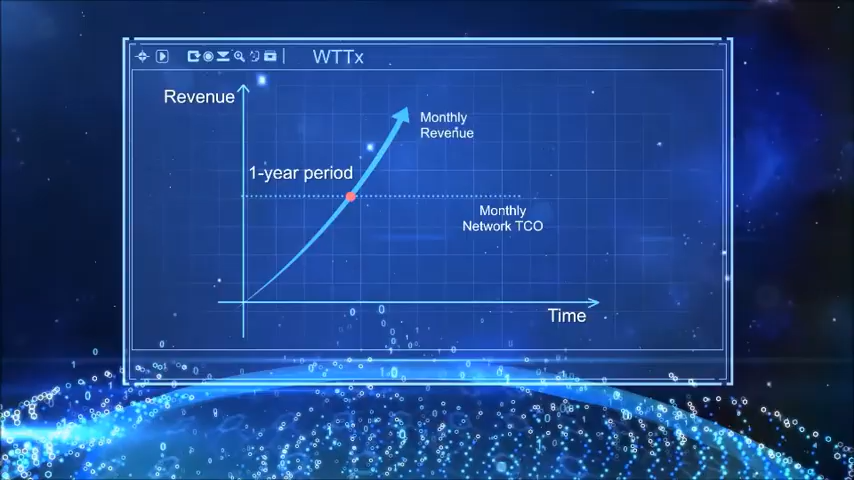 WTTx
Revenue
Monthly
Revenue
1-year period
Monthly
Network TCO
Time